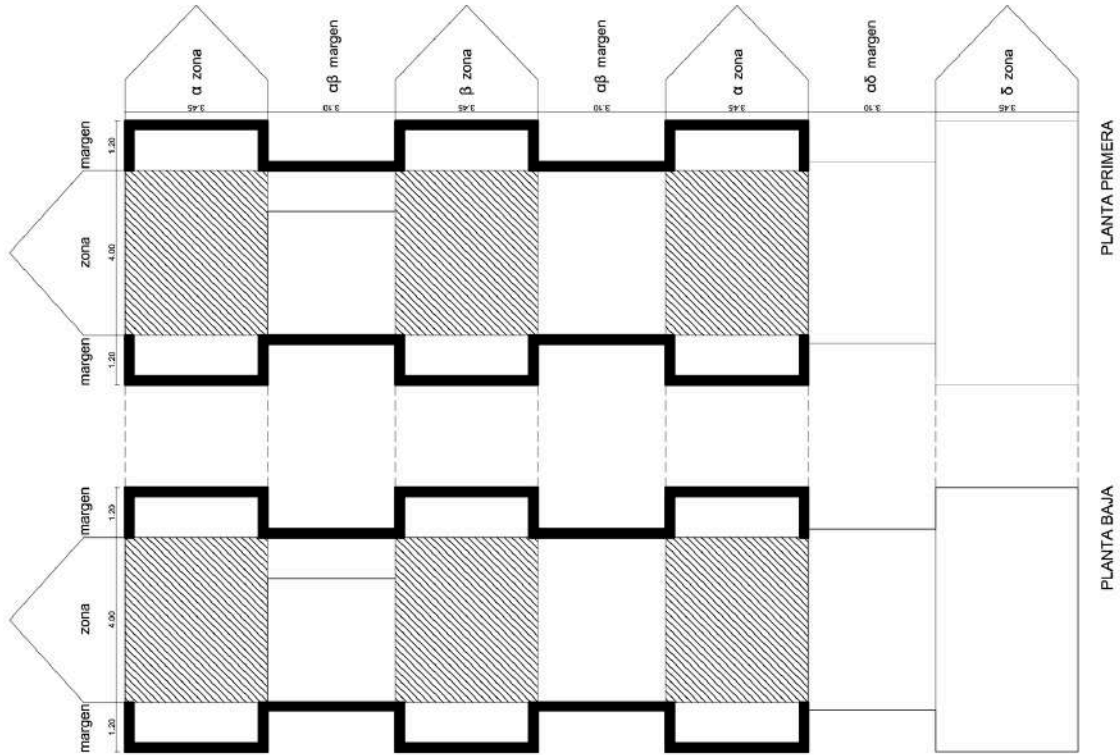 α zona
αβ margen
β zona
αβ margen
α zona
αδ margen
δ zona
3.45
3.10
3.45
3.10
3.45
3.10
3.45
margen
1.20
zona
4.00
margen
1.20
PLANTA PRIMERA
margen
1.20
zona
4.00
margen
1.20
PLANTA BAJA